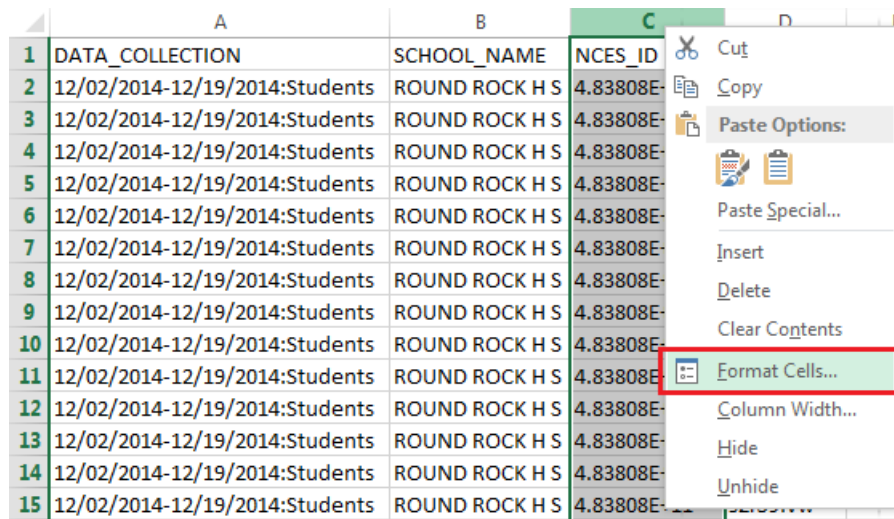 A B C D
1 DATA_COLLECTION SCHOOL_NAME NCES_ID
2 12/02/2014-12/19/2014:Students ROUND ROCK H S 4.83808E-
3 12/02/2014-12/19/2014:Students ROUND ROCK H S 4.83808E-
4 12/02/2014-12/19/2014:Students ROUND ROCK H S 4.83808E-
5 12/02/2014-12/19/2014:Students ROUND ROCK H S 4.83808E-
6 12/02/2014-12/19/2014:Students ROUND ROCK H S 4.83808E-
7 12/02/2014-12/19/2014:Students ROUND ROCK H S 4.83808E-
8 12/02/2014-12/19/2014:Students ROUND ROCK H S 4.83808E-
9 12/02/2014-12/19/2014:Students ROUND ROCK H S 4.83808E-
10 12/02/2014-12/19/2014:Students ROUND ROCK H S 4.83808E-
11 12/02/2014-12/19/2014:Students ROUND ROCK H S 4.83808E
12 12/02/2014-12/19/2014:Students ROUND ROCK H S 4.83808E-
13 12/02/2014-12/19/2014:Students ROUND ROCK H S 4.83808E-
14 12/02/2014-12/19/2014:Students ROUND ROCK H S 4.83808E-
15 12/02/2014-12/19/2014:Students ROUND ROCK H S 4.83808E+11
Cut
Copy
Paste Options:
Paste Special...
Insert
Delete
Clear Contents
Format Cells...
Column Width...
Hide
Unhide